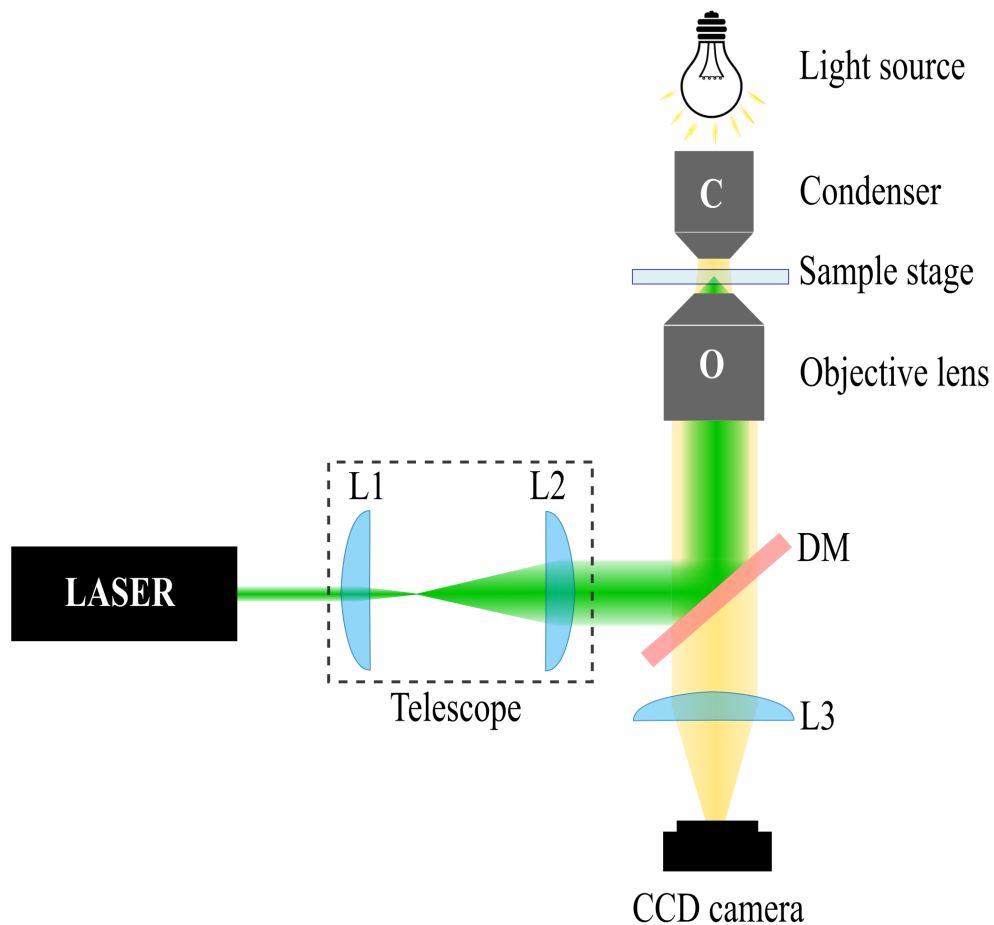 Light source
C
Condenser
Sample stage
O
Objective lens
L1
L2
DM
LASER
Telescope
L3
CCD camera